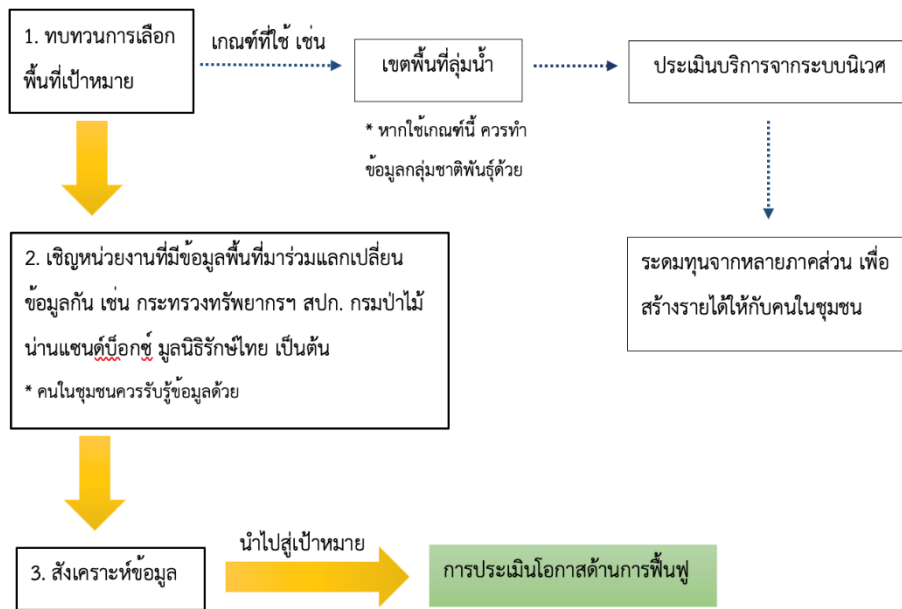 1. ทบทวนการเลือก
พื้นที่เป้าหมาย
เกณฑ์ที่ใช้ เช่น
เขตพื้นที่ลุ่มน้ำ
ประเมินบริการจากระบบนิเวศ
* หากใช้เกณฑ์นี้ ควรทำ
ข้อมูลกลุ่มชาติพันธุ์ด้วย
ระดมทุนจากหลายภาคส่วน เพื่อ
สร้างรายได้ให้กับคนในชุมชน
2. เชิญหน่วยงานที่มีข้อมูลพื้นที่มาร่วมแลกเปลี่ยน
ข้อมูลกัน เช่น กระทรวงทรัพยากรฯ สปก. กรมป่าไม้
น่านแซนด์บ็อกซ์ มูลนิธิรักษ์ไทย เป็นต้น
* คนในชุมชนควรรับรู้ข้อมูลด้วย
3. สังเคราะห์ข้อมูล
นำไปสู่เป้าหมาย
การประเมินโอกาสด้านการฟื้นฟู